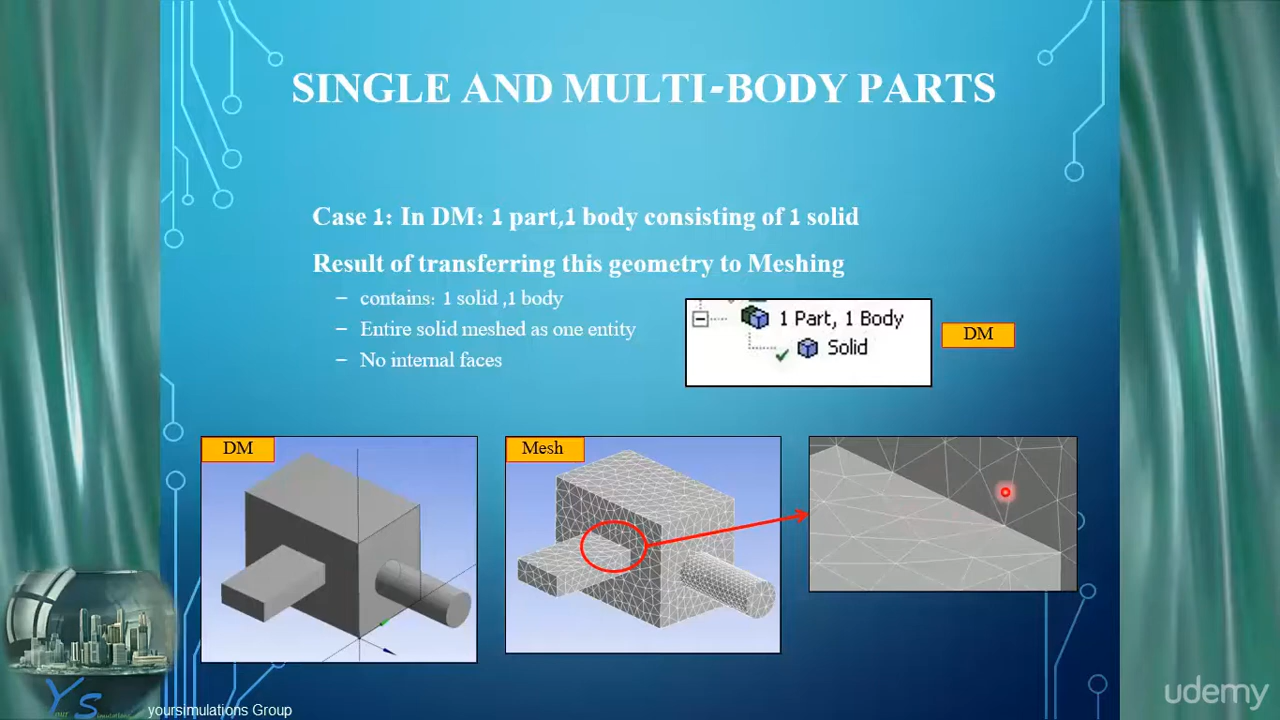 SINGLE AND MULTI-BODY PARTS
Case 1: In DM: 1 part,1 body consisting of 1 solid
Result of transferring this geometry to Meshing
– contains: 1 solid ,1 body
– Entire solid meshed as one entity
– No internal faces
1 Part, 1 Body
Solid
DM
DM
Mesh
Your Simulations
yoursimulations Group
udemy